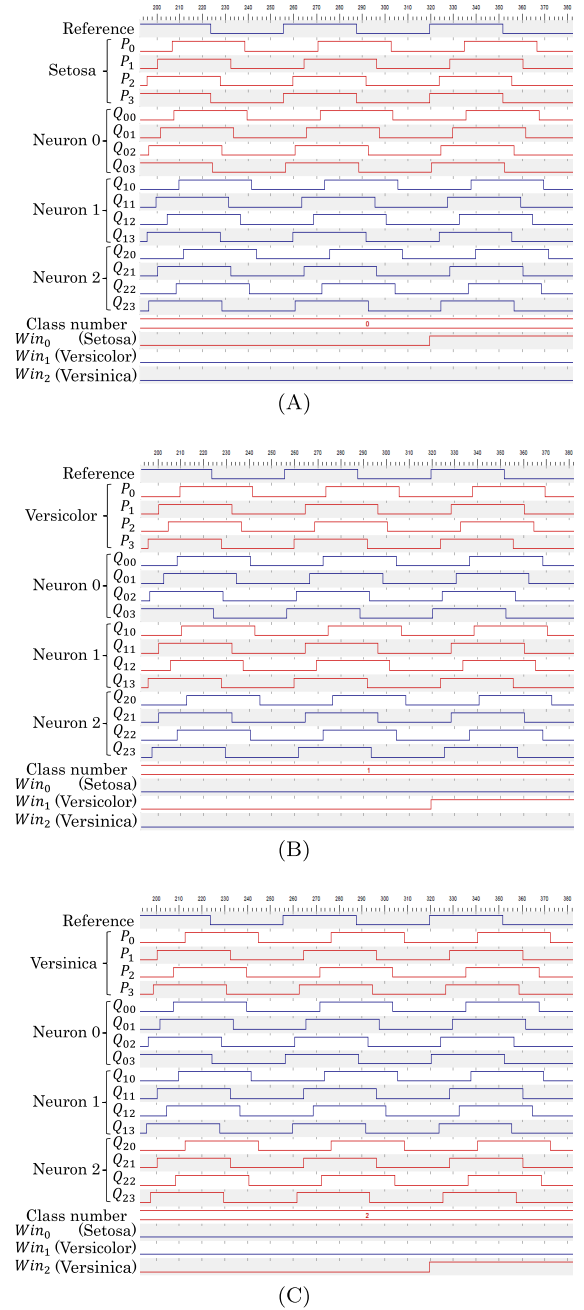 200 210 220 230 240 250 260 270 280 290 300 310 320 330 340 350 360 370 380
Reference
Setosa
P0
P1
P2
P3
Neuron 0
Q00
Q01
Q02
Q03
Neuron 1
Q10
Q11
Q12
Q13
Neuron 2
Q20
Q21
Q22
Q23
Class number 0
Win0 (Setosa)
Win1 (Versicolor)
Win2 (Versinica)
(A)
200 210 220 230 240 250 260 270 280 290 300 310 320 330 340 350 360 370 380
Reference
Versicolor
P0
P1
P2
P3
Neuron 0
Q00
Q01
Q02
Q03
Neuron 1
Q10
Q11
Q12
Q13
Neuron 2
Q20
Q21
Q22
Q23
Class number 1
Win0 (Setosa)
Win1 (Versicolor)
Win2 (Versinica)
(B)
200 210 220 230 240 250 260 270 280 290 300 310 320 330 340 350 360 370 380
Reference
Versinica
P0
P1
P2
P3
Neuron 0
Q00
Q01
Q02
Q03
Neuron 1
Q10
Q11
Q12
Q13
Neuron 2
Q20
Q21
Q22
Q23
Class number 2
Win0 (Setosa)
Win1 (Versicolor)
Win2 (Versinica)
(C)